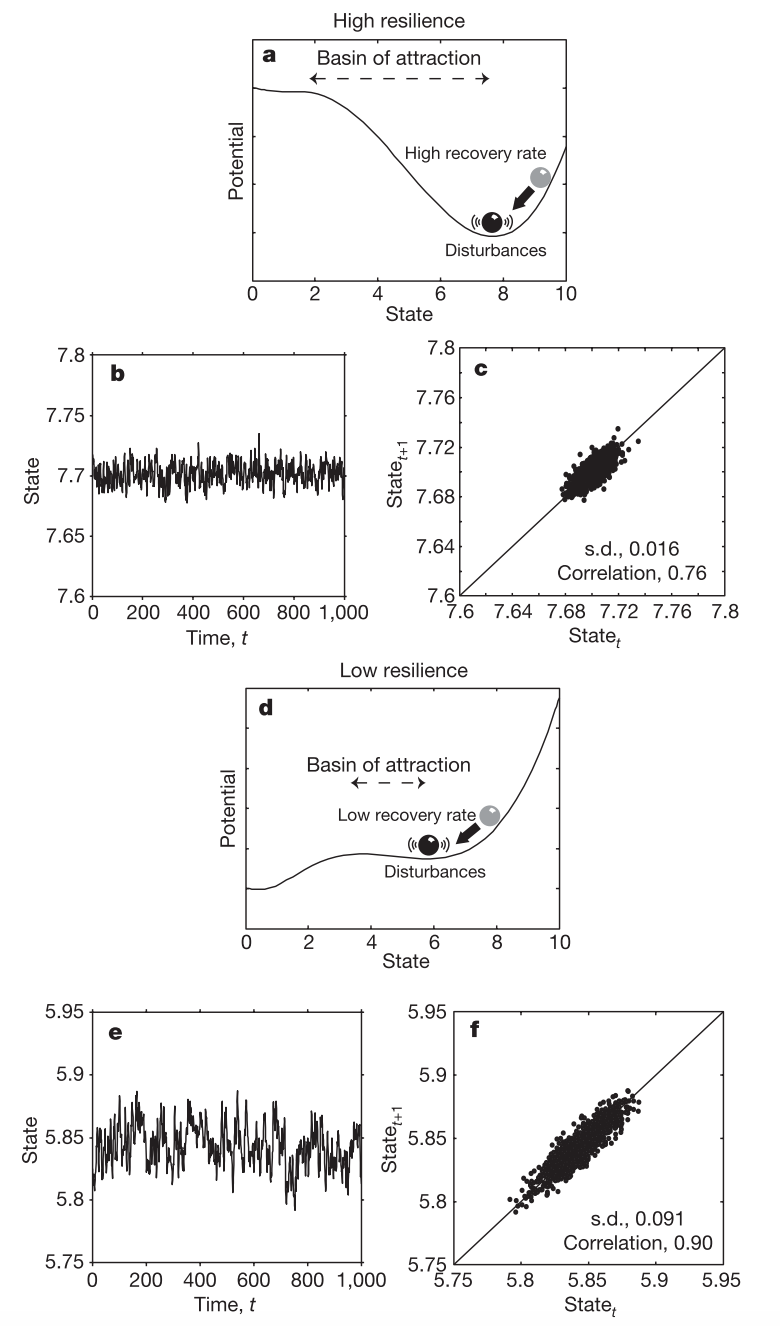 High resilience
a
Basin of attraction
High recovery rate
Disturbances
Potential
0 2 4 6 8 10
State
b
7.8
7.75
7.7
7.65
7.6
State
0 200 400 600 800 1,000
Time, t
c
7.8
7.76
7.72
7.68
7.64
7.6
State_{t+1}
s.d., 0.016
Correlation, 0.76
7.6 7.64 7.68 7.72 7.76 7.8
State_t
Low resilience
d
Basin of attraction
Low recovery rate
Disturbances
Potential
0 2 4 6 8 10
State
e
5.95
5.9
5.85
5.8
5.75
State
0 200 400 600 800 1,000
Time, t
f
5.95
5.9
5.85
5.8
5.75
State_{t+1}
s.d., 0.091
Correlation, 0.90
5.75 5.8 5.85 5.9 5.95
State_t